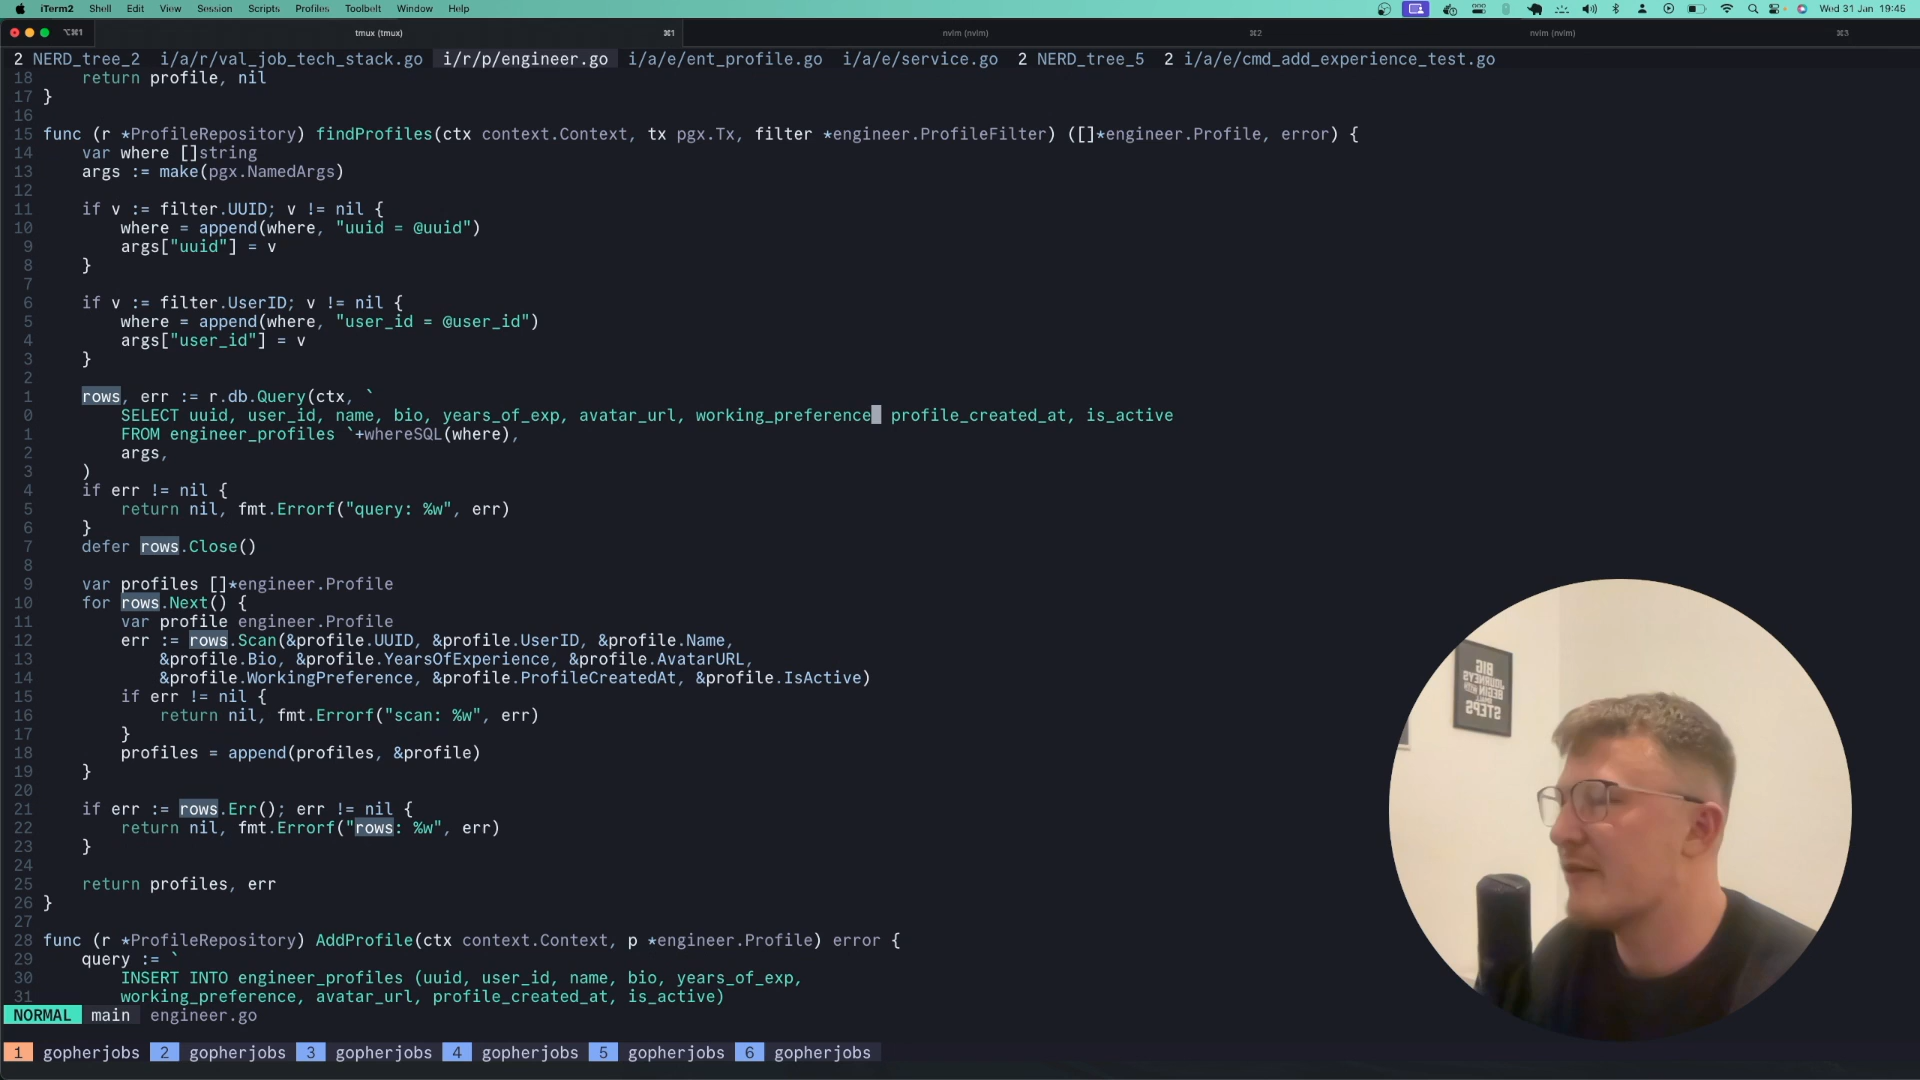 iTerm2 Shell Edit View Session Scripts Profiles Toolbelt Window Help Wed 31 Jan 19:45
⌥⌘1 tmux (tmux) ⌘1 nvim (nvim) ⌘2 nvim (nvim) ⌘3
2 NERD_tree_2 i/a/r/val_job_tech_stack.go i/r/p/engineer.go i/a/e/ent_profile.go i/a/e/service.go 2 NERD_tree_5 2 i/a/e/cmd_add_experience_test.go
18 return profile, nil
17 }
16
15 func (r *ProfileRepository) findProfiles(ctx context.Context, tx pgx.Tx, filter *engineer.ProfileFilter) ([]*engineer.Profile, error) {
14 var where []string
13 args := make(pgx.NamedArgs)
12
11 if v := filter.UUID; v != nil {
10 where = append(where, "uuid = @uuid")
9 args["uuid"] = v
8 }
7
6 if v := filter.UserID; v != nil {
5 where = append(where, "user_id = @user_id")
4 args["user_id"] = v
3 }
2
1 rows, err := r.db.Query(ctx, `
0 SELECT uuid, user_id, name, bio, years_of_exp, avatar_url, working_preference profile_created_at, is_active
1 FROM engineer_profiles `+whereSQL(where),
2 args,
3 )
4 if err != nil {
5 return nil, fmt.Errorf("query: %w", err)
6 }
7 defer rows.Close()
8
9 var profiles []*engineer.Profile
10 for rows.Next() {
11 var profile engineer.Profile
12 err := rows.Scan(&profile.UUID, &profile.UserID, &profile.Name,
13 &profile.Bio, &profile.YearsOfExperience, &profile.AvatarURL,
14 &profile.WorkingPreference, &profile.ProfileCreatedAt, &profile.IsActive)
15 if err != nil {
16 return nil, fmt.Errorf("scan: %w", err)
17 }
18 profiles = append(profiles, &profile)
19 }
20
21 if err := rows.Err(); err != nil {
22 return nil, fmt.Errorf("rows: %w", err)
23 }
24
25 return profiles, err
26 }
27
28 func (r *ProfileRepository) AddProfile(ctx context.Context, p *engineer.Profile) error {
29 query := `
30 INSERT INTO engineer_profiles (uuid, user_id, name, bio, years_of_exp,
31 working_preference, avatar_url, profile_created_at, is_active)
NORMAL main engineer.go
1 gopherjobs 2 gopherjobs 3 gopherjobs 4 gopherjobs 5 gopherjobs 6 gopherjobs
BIG
JOURNEYS
BEGIN WITH
SMALL
STEPS